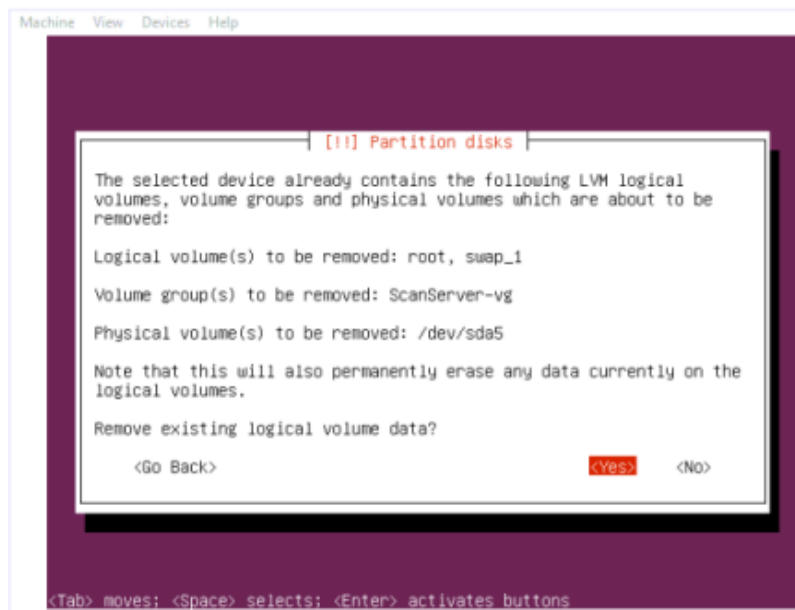 Machine View Devices Help
[!!] Partition disks
The selected device already contains the following LVM logical
volumes, volume groups and physical volumes which are about to be
removed:
Logical volume(s) to be removed: root, swap_1
Volume group(s) to be removed: ScanServer-vg
Physical volume(s) to be removed: /dev/sda5
Note that this will also permanently erase any data currently on the
logical volumes.
Remove existing logical volume data?
<Go Back> <Yes> <No>
<Tab> moves; <Space> selects; <Enter> activates buttons